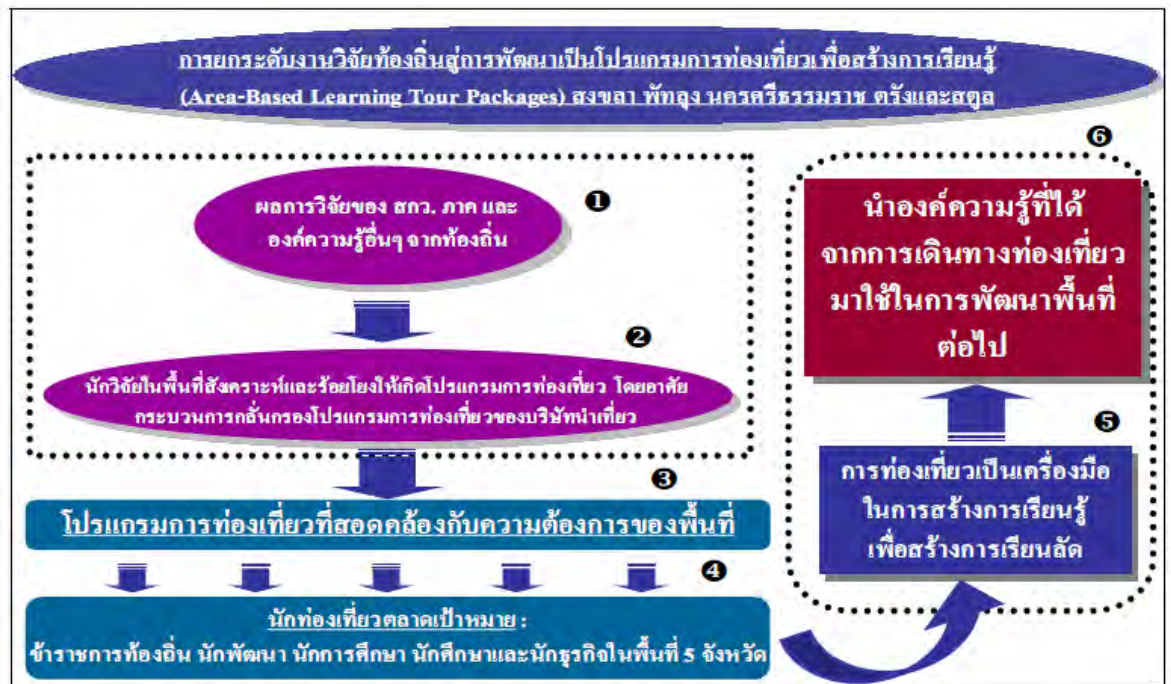 การยกระดับงานวิจัยท้องถิ่นสู่การพัฒนาเป็นโปรแกรมการท่องเที่ยวเพื่อสร้างการเรียนรู้
(Area-Based Learning Tour Packages) สงขลา พัทลุง นครศรีธรรมราช ตรังและสตูล
❶
ผลการวิจัยของ สกว. ภาค และ
องค์ความรู้อื่นๆ จากท้องถิ่น
❷
นักวิจัยในพื้นที่สังเคราะห์และร้อยโยงให้เกิดโปรแกรมการท่องเที่ยว โดยอาศัย
กระบวนการกลั่นกรองโปรแกรมการท่องเที่ยวของบริษัทนำเที่ยว
❸
โปรแกรมการท่องเที่ยวที่สอดคล้องกับความต้องการของพื้นที่
❹
นักท่องเที่ยวตลาดเป้าหมาย :
ข้าราชการท้องถิ่น นักพัฒนา นักการศึกษา นักศึกษาและนักธุรกิจในพื้นที่ 5 จังหวัด
❺
การท่องเที่ยวเป็นเครื่องมือ
ในการสร้างการเรียนรู้
เพื่อสร้างการเรียนลัด
❻
นำองค์ความรู้ที่ได้
จากการเดินทางท่องเที่ยว
มาใช้ในการพัฒนาพื้นที่
ต่อไป